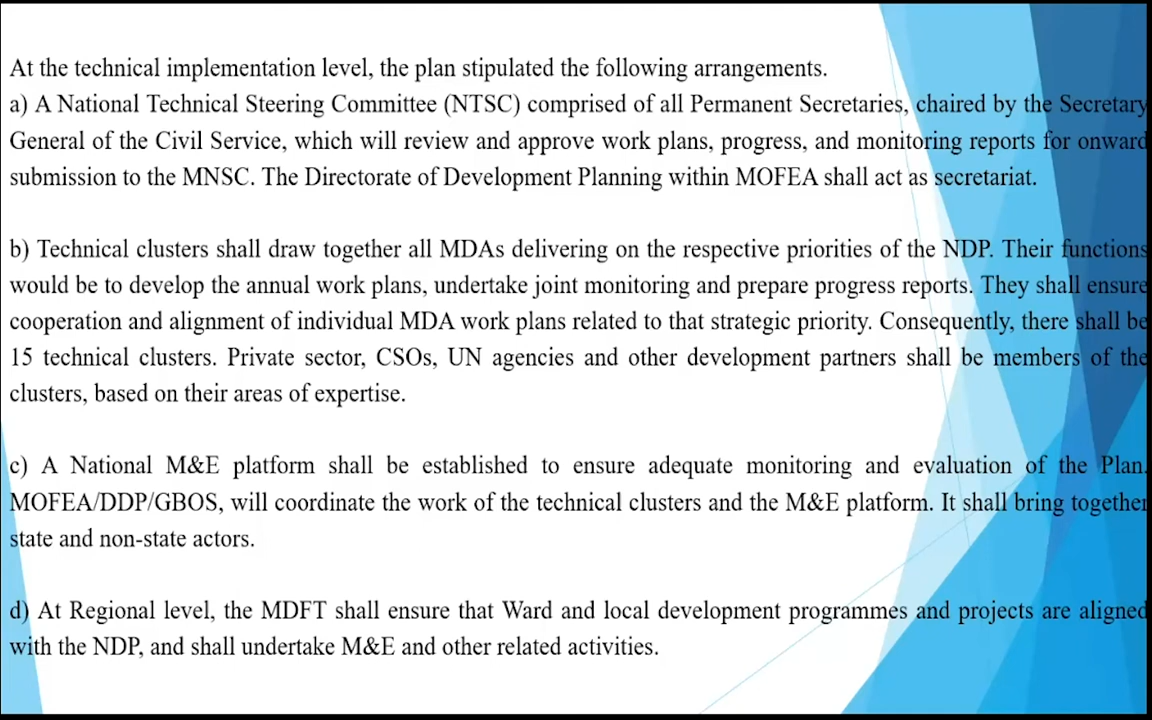 At the technical implementation level, the plan stipulated the following arrangements.
a) A National Technical Steering Committee (NTSC) comprised of all Permanent Secretaries, chaired by the Secretary
General of the Civil Service, which will review and approve work plans, progress, and monitoring reports for onward
submission to the MNSC. The Directorate of Development Planning within MOFEA shall act as secretariat.
b) Technical clusters shall draw together all MDAs delivering on the respective priorities of the NDP. Their functions
would be to develop the annual work plans, undertake joint monitoring and prepare progress reports. They shall ensure
cooperation and alignment of individual MDA work plans related to that strategic priority. Consequently, there shall be
15 technical clusters. Private sector, CSOs, UN agencies and other development partners shall be members of the
clusters, based on their areas of expertise.
c) A National M&E platform shall be established to ensure adequate monitoring and evaluation of the Plan.
MOFEA/DDP/GBOS, will coordinate the work of the technical clusters and the M&E platform. It shall bring together
state and non-state actors.
d) At Regional level, the MDFT shall ensure that Ward and local development programmes and projects are aligned
with the NDP, and shall undertake M&E and other related activities.